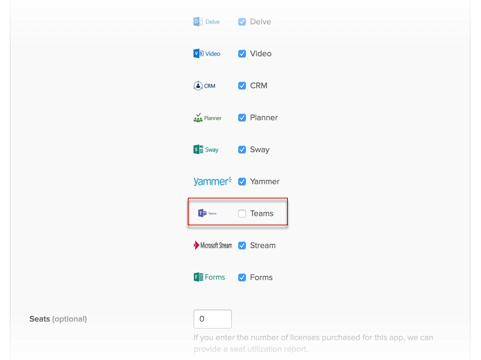 Delve Delve
Video Video
CRM CRM
Planner Planner
Sway Sway
yammer Yammer
Teams Teams
Microsoft Stream Stream
Forms Forms
Seats (optional) 0
If you enter the number of licenses purchased for this app, we can
provide a seat utilization report.